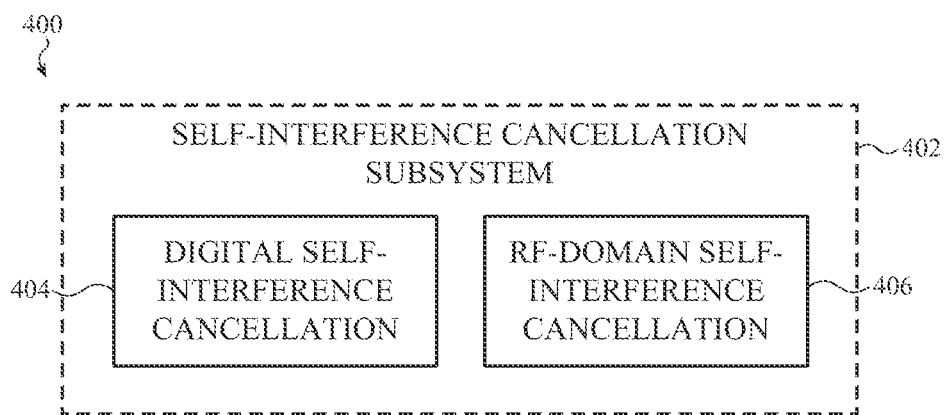 400
SELF-INTERFERENCE CANCELLATION
SUBSYSTEM
402
DIGITAL SELF-
INTERFERENCE
CANCELLATION
404
RF-DOMAIN SELF-
INTERFERENCE
CANCELLATION
406